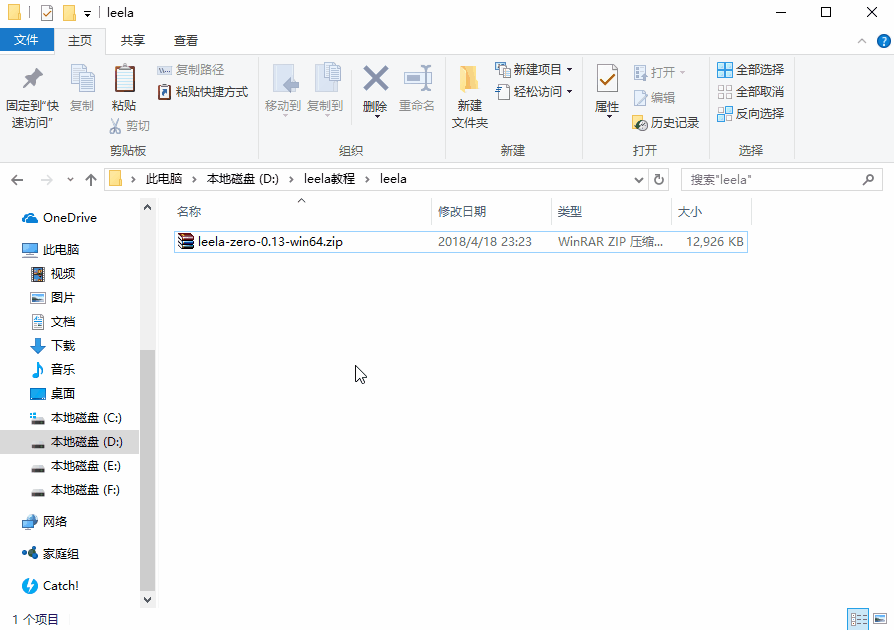 leela
文件 主页 共享 查看
固定到“快速访问”
复制
粘贴
复制路径
粘贴快捷方式
剪切
剪贴板
移动到
复制到
删除
重命名
组织
新建文件夹
新建项目
轻松访问
新建
属性
打开
编辑
历史记录
打开
全部选择
全部取消
反向选择
选择
此电脑 › 本地磁盘 (D:) › leela教程 › leela
搜索"leela"
名称 修改日期 类型 大小
leela-zero-0.13-win64.zip 2018/4/18 23:23 WinRAR ZIP 压缩... 12,926 KB
OneDrive
此电脑
视频
图片
文档
下载
音乐
桌面
本地磁盘 (C:)
本地磁盘 (D:)
本地磁盘 (E:)
本地磁盘 (F:)
网络
家庭组
Catch!
1 个项目